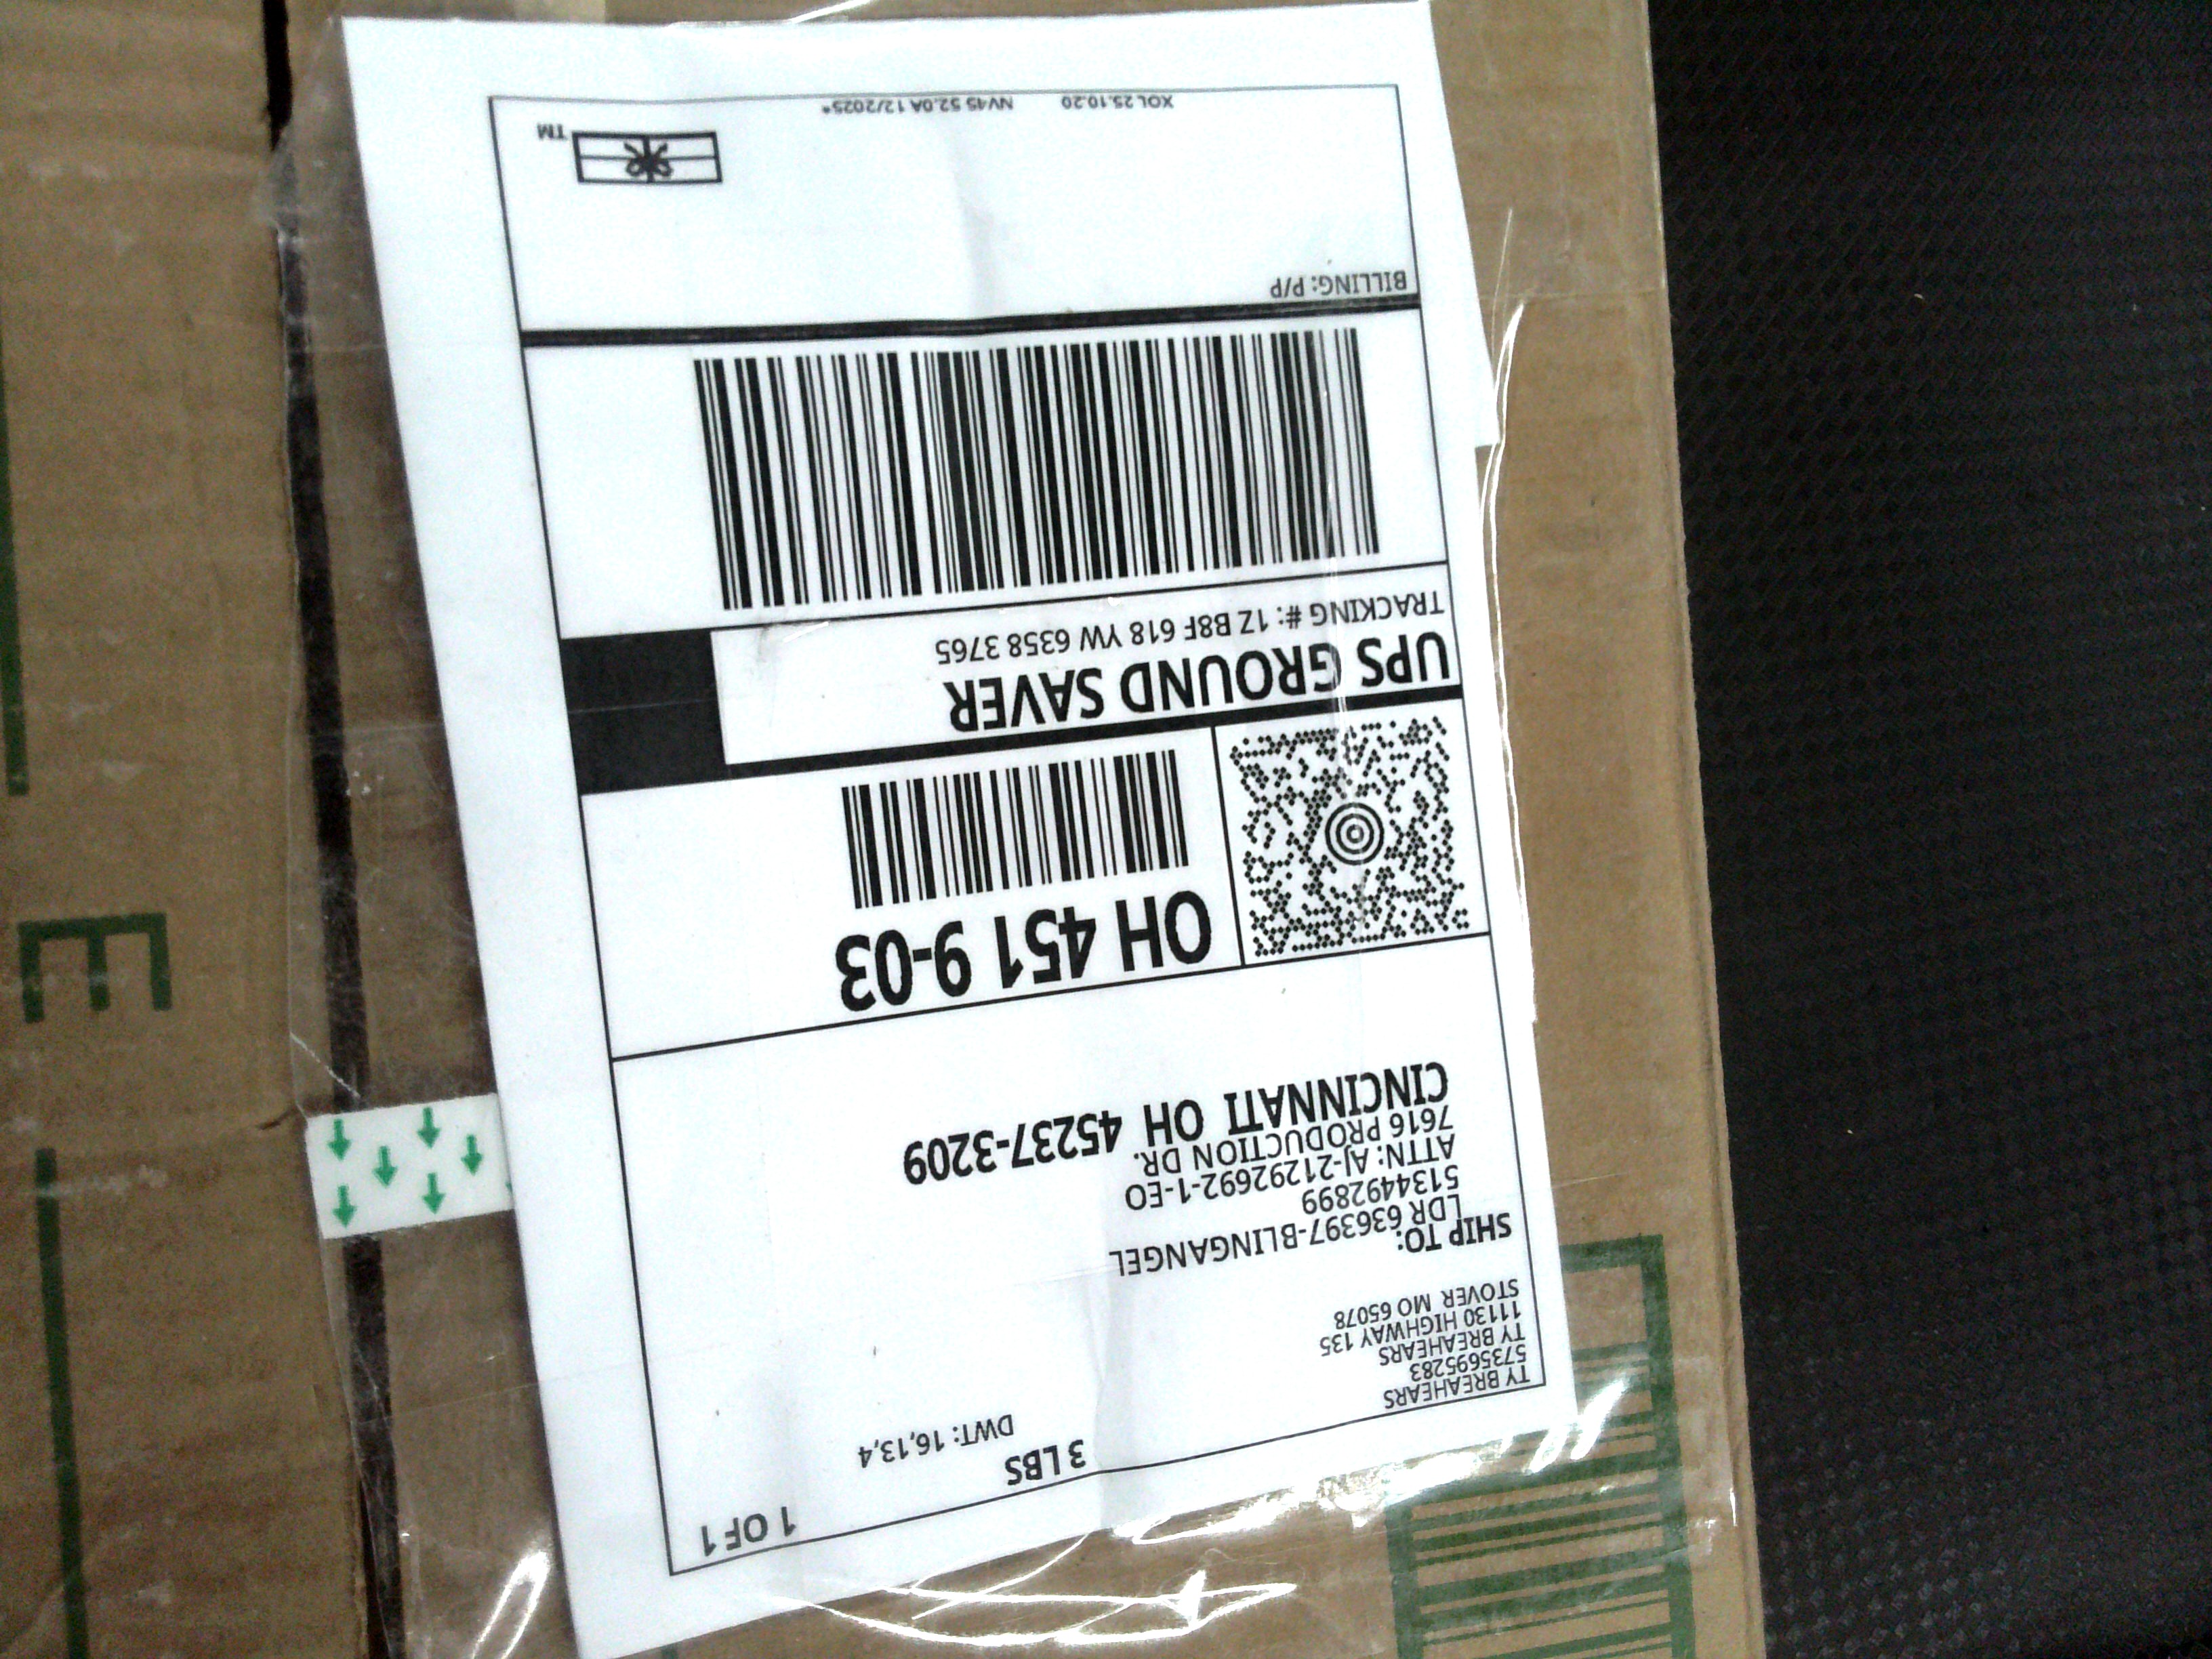 TY BREAHEARS
5735695283
TY BREAHEARS
11130 HIGHWAY 135
STOVER MO 65078
3 LBS
1 OF 1
DWT: 16,13,4
SHIP TO:
LDR 636397-BLINGANGEL
5134492899
ATTN: AJ-21292692-1-EO
7616 PRODUCTION DR.
CINCINNATI OH 45237-3209
OH 451 9-03
UPS GROUND SAVER
TRACKING #: 1Z B8F 618 YW 6358 3765
BILLING: P/P
XOL 25.10.20 NV45 52.0A 12/2025*
TM
E